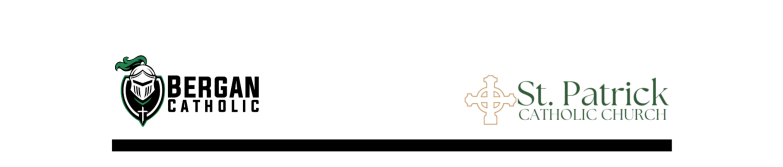 BERGAN
CATHOLIC
St. Patrick
CATHOLIC CHURCH